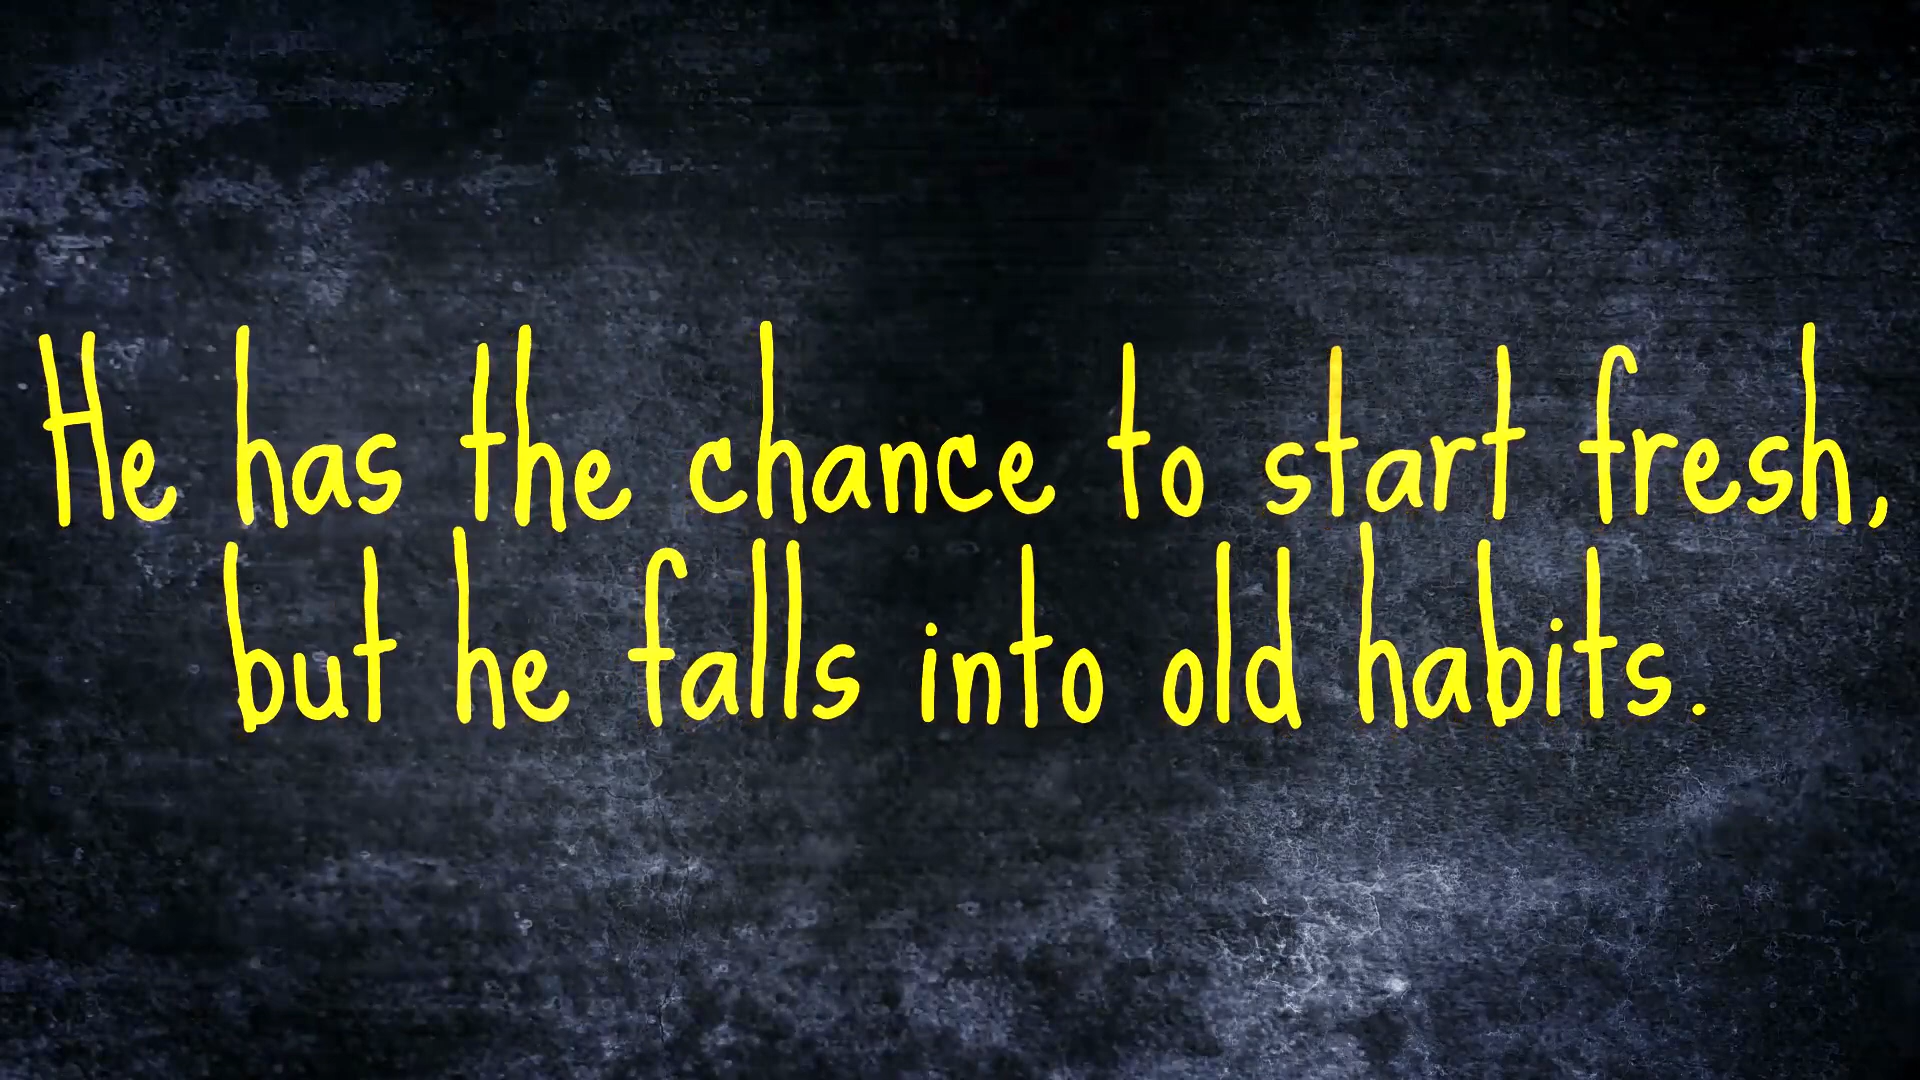 He has the chance to start fresh,
but he falls into old habits.